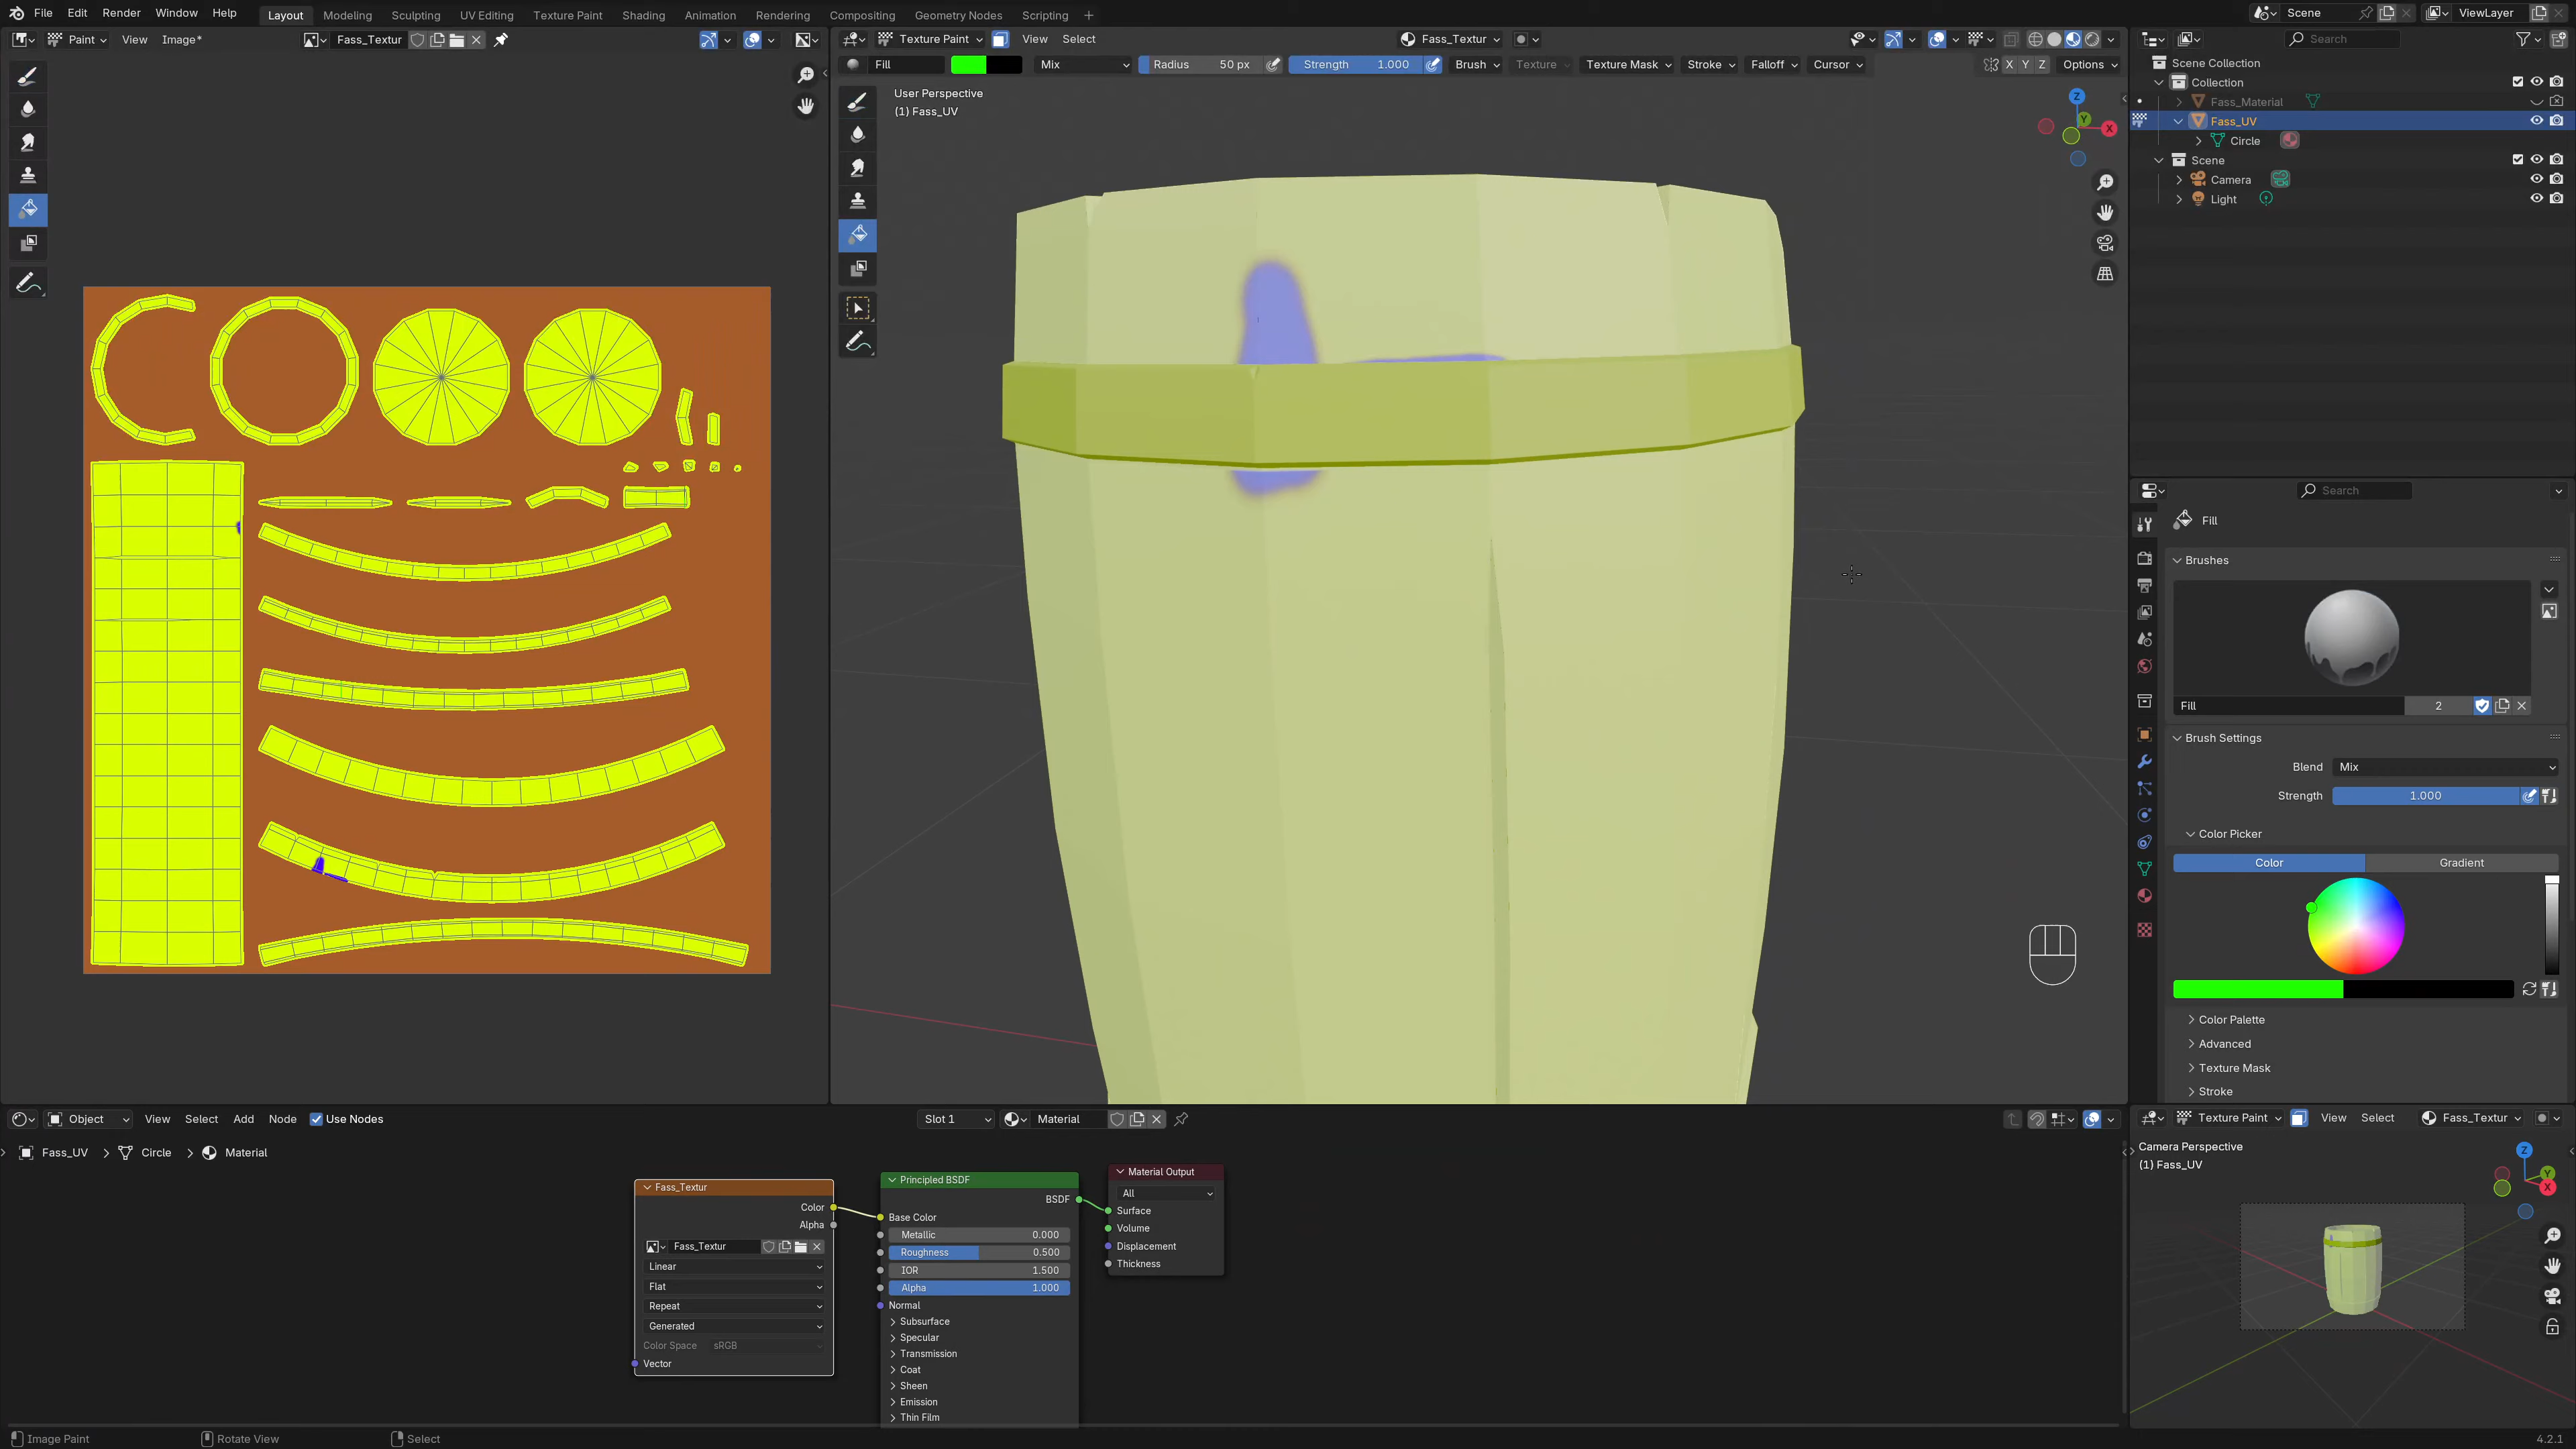 File Edit Render Window Help Layout Modeling Sculpting UV Editing Texture Paint Shading Animation Rendering Compositing Geometry Nodes Scripting + Scene ViewLayer
Paint View Image* Fass_Textur
Texture Paint View Select Fass_Textur
Search
Fill Mix Radius 50 px Strength 1.000 Brush Texture Texture Mask Stroke Falloff Cursor X Y Z Options
User Perspective
(1) Fass_UV
Z
Y
X
Scene Collection
Collection
Fass_Material
Fass_UV
Circle
Scene
Camera
Light
Search
Fill
Brushes
Fill 2
Brush Settings
Blend Mix
Strength 1.000
Color Picker
Color Gradient
Color Palette
Advanced
Texture Mask
Stroke
Object View Select Add Node Use Nodes Slot 1 Material
Fass_UV > Circle > Material
Fass_Textur
Color
Alpha
Fass_Textur
Linear
Flat
Repeat
Generated
Color Space sRGB
Vector
Principled BSDF
BSDF
Base Color
Metallic 0.000
Roughness 0.500
IOR 1.500
Alpha 1.000
Normal
Subsurface
Specular
Transmission
Coat
Sheen
Emission
Thin Film
Material Output
All
Surface
Volume
Displacement
Thickness
Texture Paint View Select Fass_Textur
Camera Perspective
(1) Fass_UV
Z
Y
X
Image Paint Rotate View Select 4.2.1